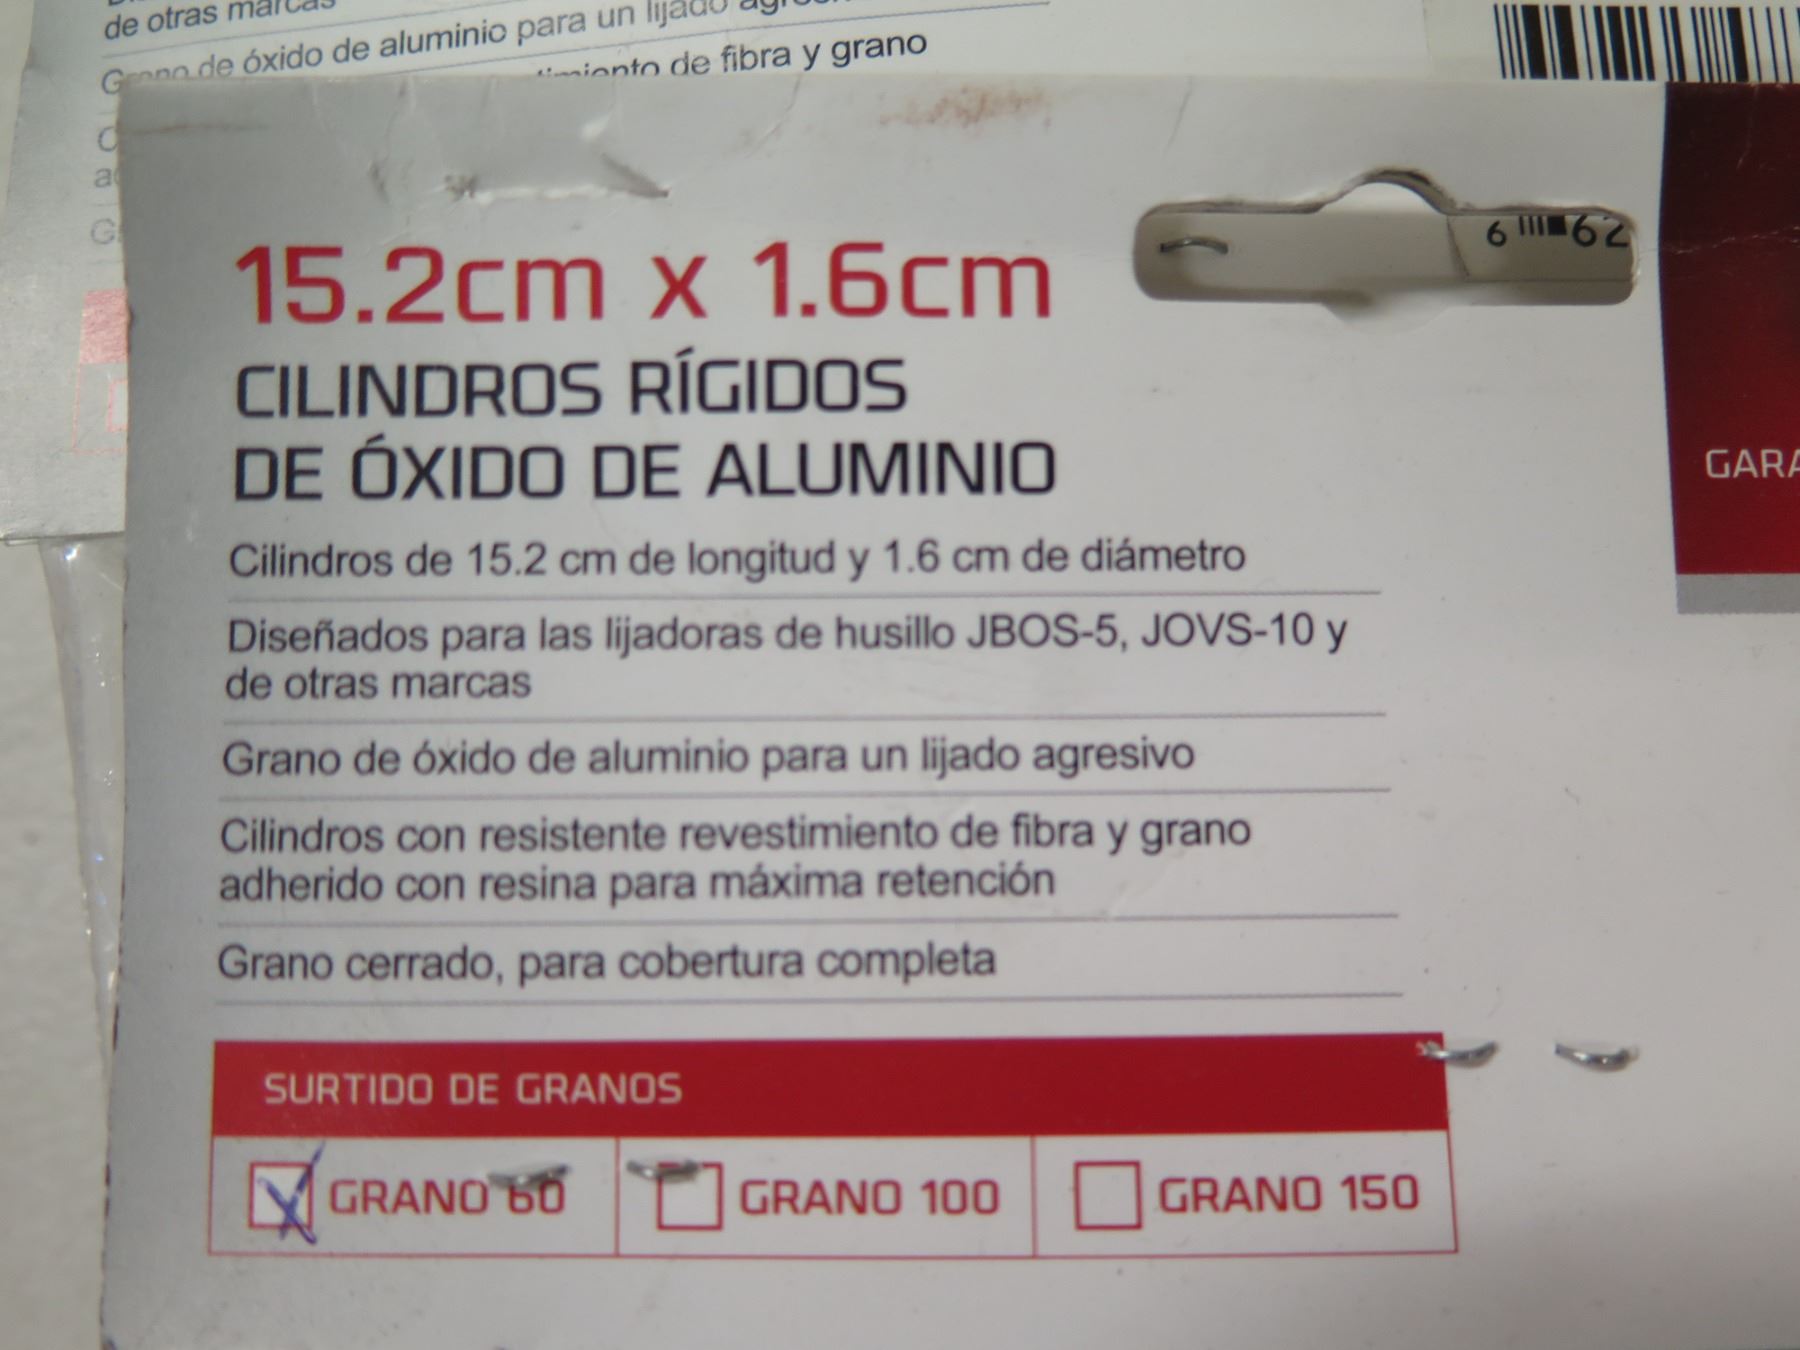 de otras marcas
de óxido de aluminio para un lijado
de fibra y grano
6 62
15.2cm x 1.6cm
CILINDROS RÍGIDOS
DE ÓXIDO DE ALUMINIO
GARA
Cilindros de 15.2 cm de longitud y 1.6 cm de diámetro
Diseñados para las lijadoras de husillo JBOS-5, JOVS-10 y
de otras marcas
Grano de óxido de aluminio para un lijado agresivo
Cilindros con resistente revestimiento de fibra y grano
adherido con resina para máxima retención
Grano cerrado, para cobertura completa
SURTIDO DE GRANOS
GRANO 60 GRANO 100 GRANO 150